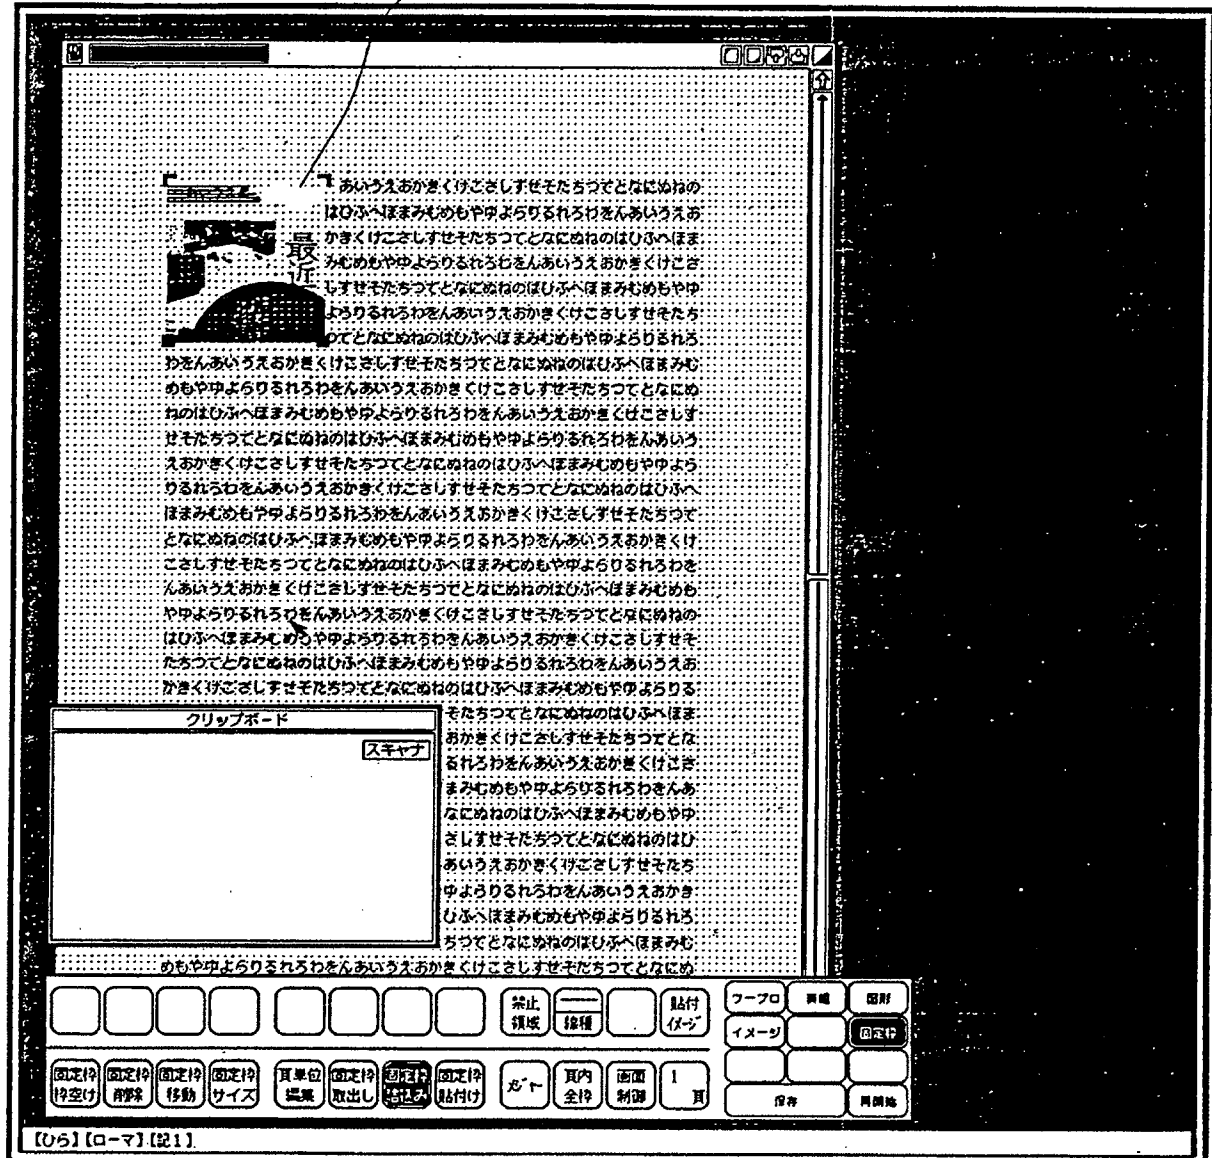 最近
あいうえおかきくけこさしすせそたちつてとなにぬねの
はひふへほまみむめもやゆよらりるれろわをんあいうえお
かきくけこさしすせそたちつてとなにぬねのはひふへほま
みむめもやゆよらりるれろわをんあいうえおかきくけこさ
しすせそたちつてとなにぬねのはひふへほまみむめもやゆ
よらりるれろわをんあいうえおかきくけこさしすせそたち
つてとなにぬねのはひふへほまみむめもやゆよらりるれろ
わをんあいうえおかきくけこさしすせそたちつてとなにぬねのはひふへほまみむ
めもやゆよらりるれろわをんあいうえおかきくけこさしすせそたちつてとなにぬ
ねのはひふへほまみむめもやゆよらりるれろわをんあいうえおかきくけこさしす
せそたちつてとなにぬねのはひふへほまみむめもやゆよらりるれろわをんあいう
えおかきくけこさしすせそたちつてとなにぬねのはひふへほまみむめもやゆよら
りるれろわをんあいうえおかきくけこさしすせそたちつてとなにぬねのはひふへ
ほまみむめもやゆよらりるれろわをんあいうえおかきくけこさしすせそたちつて
となにぬねのはひふへほまみむめもやゆよらりるれろわをんあいうえおかきくけ
こさしすせそたちつてとなにぬねのはひふへほまみむめもやゆよらりるれろわを
んあいうえおかきくけこさしすせそたちつてとなにぬねのはひふへほまみむめも
やゆよらりるれろわをんあいうえおかきくけこさしすせそたちつてとなにぬねの
はひふへほまみむめもやゆよらりるれろわをんあいうえおかきくけこさしすせそ
たちつてとなにぬねのはひふへほまみむめもやゆよらりるれろわをんあいうえお
かきくけこさしすせそたちつてとなにぬねのはひふへほまみむめもやゆよらりる
そたちつてとなにぬねのはひふへほま
おかきくけこさしすせそたちつてとな
るれろわをんあいうえおかきくけこさ
まみむめもやゆよらりるれろわをんあ
なにぬねのはひふへほまみむめもやゆ
さしすせそたちつてとなにぬねのはひ
あいうえおかきくけこさしすせそたち
ゆよらりるれろわをんあいうえおかき
ひふへほまみむめもやゆよらりるれろ
ちつてとなにぬねのはひふへほまみむ
めもやゆよらりるれろわをんあいうえおかきくけこさしすせそたちつてとなにぬ
クリップボード
スキャナ
禁止領域 線種 貼付イメージ
ワープロ 罫線 図形
イメージ 固定枠
固定枠枠空け 固定枠削除 固定枠移動 固定枠サイズ 頁単位編集 固定枠取出し 固定枠 固定枠貼付け メジャー 頁内全枠 画面制御 1頁
保存 再開始
【ひら】【ローマ】【記1】